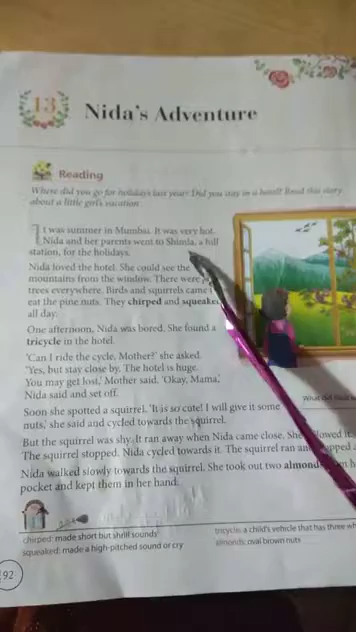 13
Nida's Adventure
Reading
Where did you go for holidays last year? Did you stay in a hotel? Read this story
about a little girl's vacation.
It was summer in Mumbai. It was very hot.
Nida and her parents went to Shimla, a hill
station, for the holidays.
Nida loved the hotel. She could see the
mountains from the window. There were
trees everywhere. Birds and squirrels came
eat the pine nuts. They chirped and squeaked
all day.
One afternoon, Nida was bored. She found a
tricycle in the hotel.
'Can I ride the cycle, Mother?' she asked.
'Yes, but stay close by. The hotel is huge.
You may get lost,' Mother said. 'Okay, Mama,'
Nida said and set off.
Soon she spotted a squirrel. 'It is so cute! I will give it some
nuts,' she said and cycled towards the squirrel.
But the squirrew was shy. It ran away when Nida came close. She
The squirrel stopped. Nida cycled towards it. The squirrel ran and
Nida walked slowly towards the squirrel. She took out two
pocket and kept them in her hand.
chirped: made short but shrill sounds
squeaked: made a high-pitched sound or cry
tricycle: a child's vehicle that has three
almonds: oval brown nuts
92